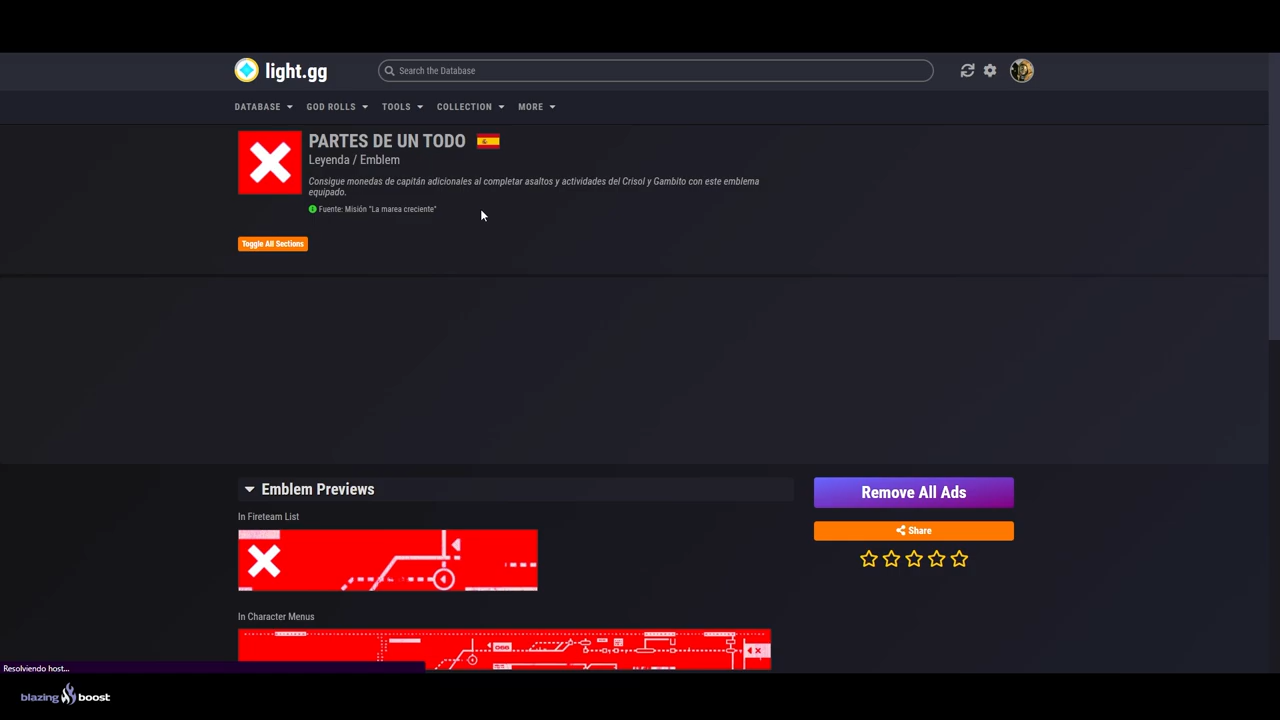 light.gg
Search the Database
DATABASE
GOD ROLLS
TOOLS
COLLECTION
MORE
PARTES DE UN TODO
Leyenda / Emblem
Consigue monedas de capitán adicionales al completar asaltos y actividades del Crisol y Gambito con este emblema
equipado.
Fuente: Misión "La marea creciente"
Toggle All Sections
Emblem Previews
Remove All Ads
In Fireteam List
Share
In Character Menus
Resolviendo host...
blazing boost